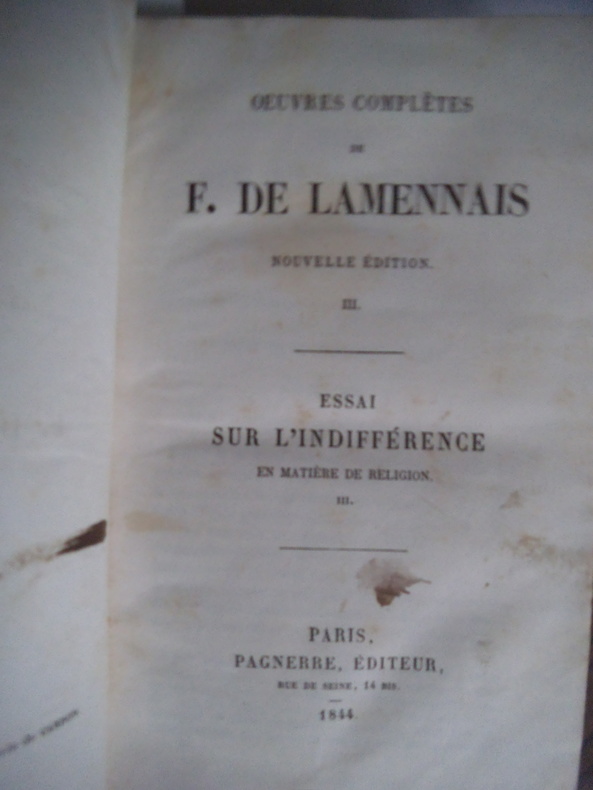 OEUVRES COMPLÈTES
DE
F. DE LAMENNAIS
NOUVELLE ÉDITION.
III.
ESSAI
SUR L'INDIFFÉRENCE
EN MATIÈRE DE RELIGION.
III.
PARIS,
PAGNERRE, ÉDITEUR,
RUE DE SEINE, 14 BIS.
1844